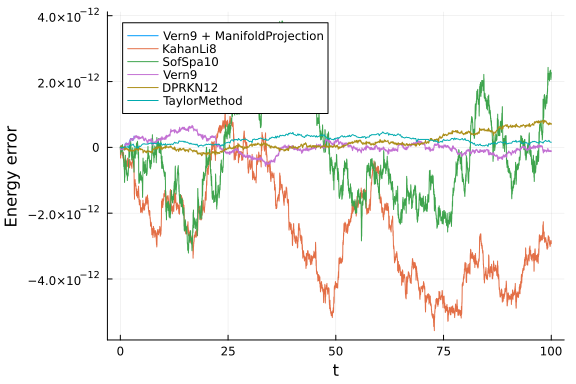 4.0×10⁻¹²
Vern9 + ManifoldProjection
KahanLi8
SofSpa10
Vern9
DPRKN12
TaylorMethod
2.0×10⁻¹²
0
−2.0×10⁻¹²
−4.0×10⁻¹²
Energy error
0 25 50 75 100
t